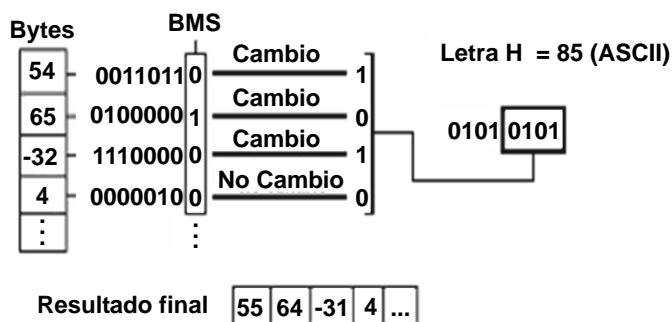 Bytes
BMS
54 00110110 Cambio 1
Letra H = 85 (ASCII)
65 01000001 Cambio 0
0101 0101
-32 11100000 Cambio 1
4 00000100 No Cambio 0
Resultado final 55 64 -31 4 ...